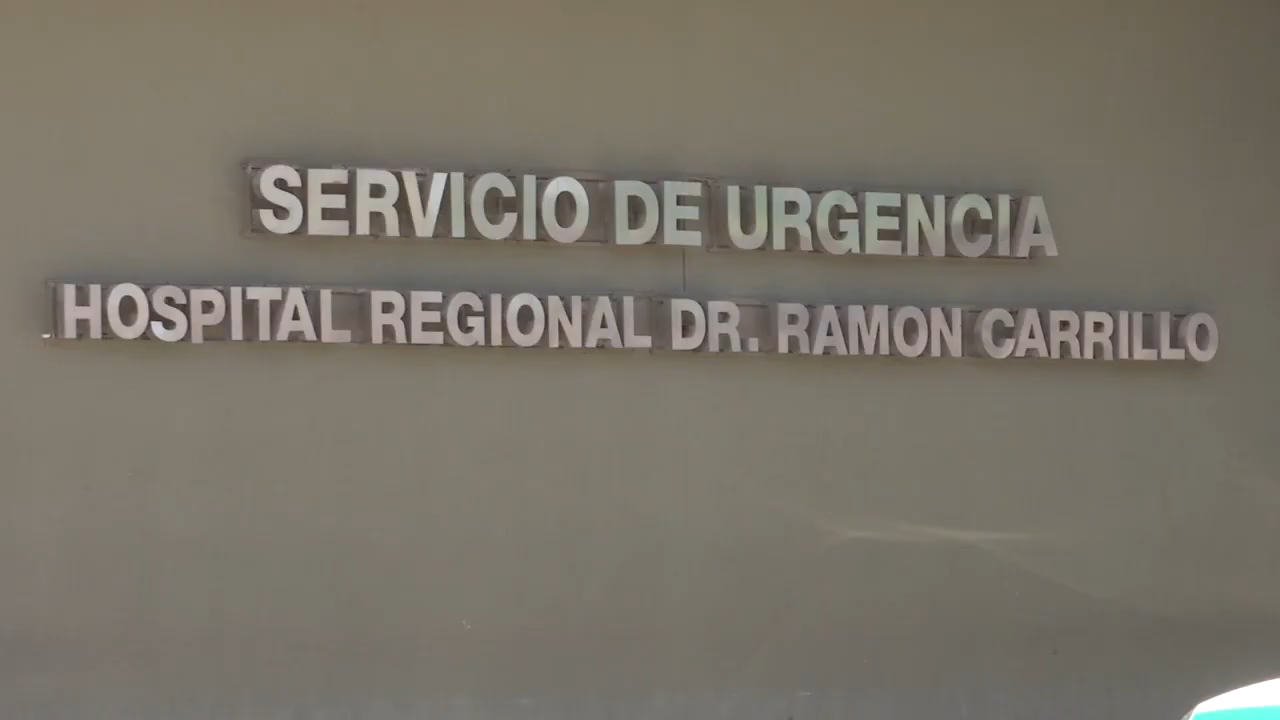 SERVICIO DE URGENCIA
HOSPITAL REGIONAL DR. RAMON CARRILLO